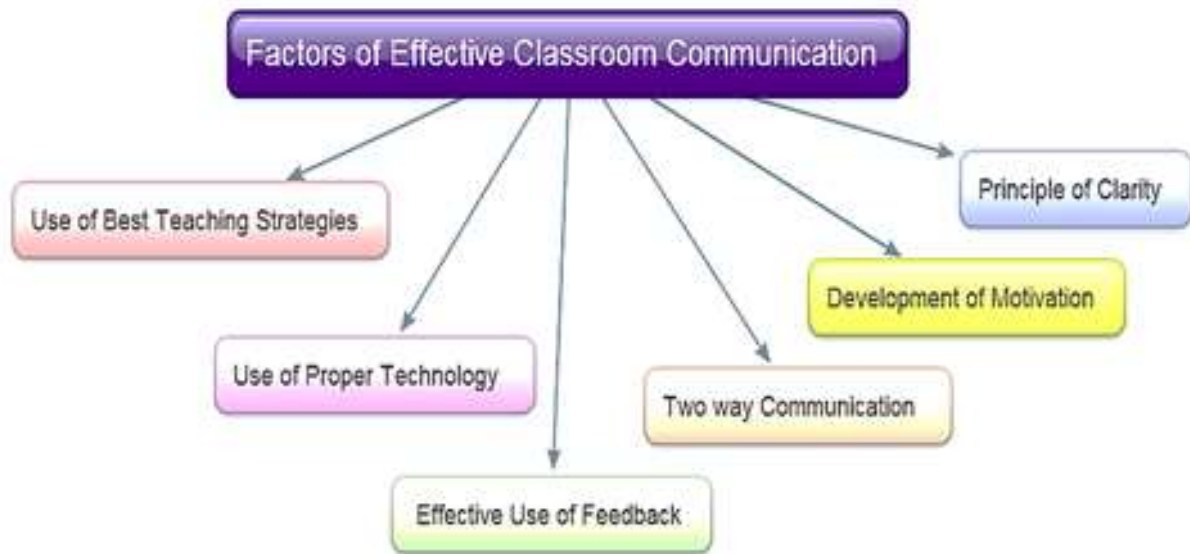 Factors of Effective Classroom Communication
Principle of Clarity
Use of Best Teaching Strategies
Development of Motivation
Use of Proper Technology
Two way Communication
Effective Use of Feedback